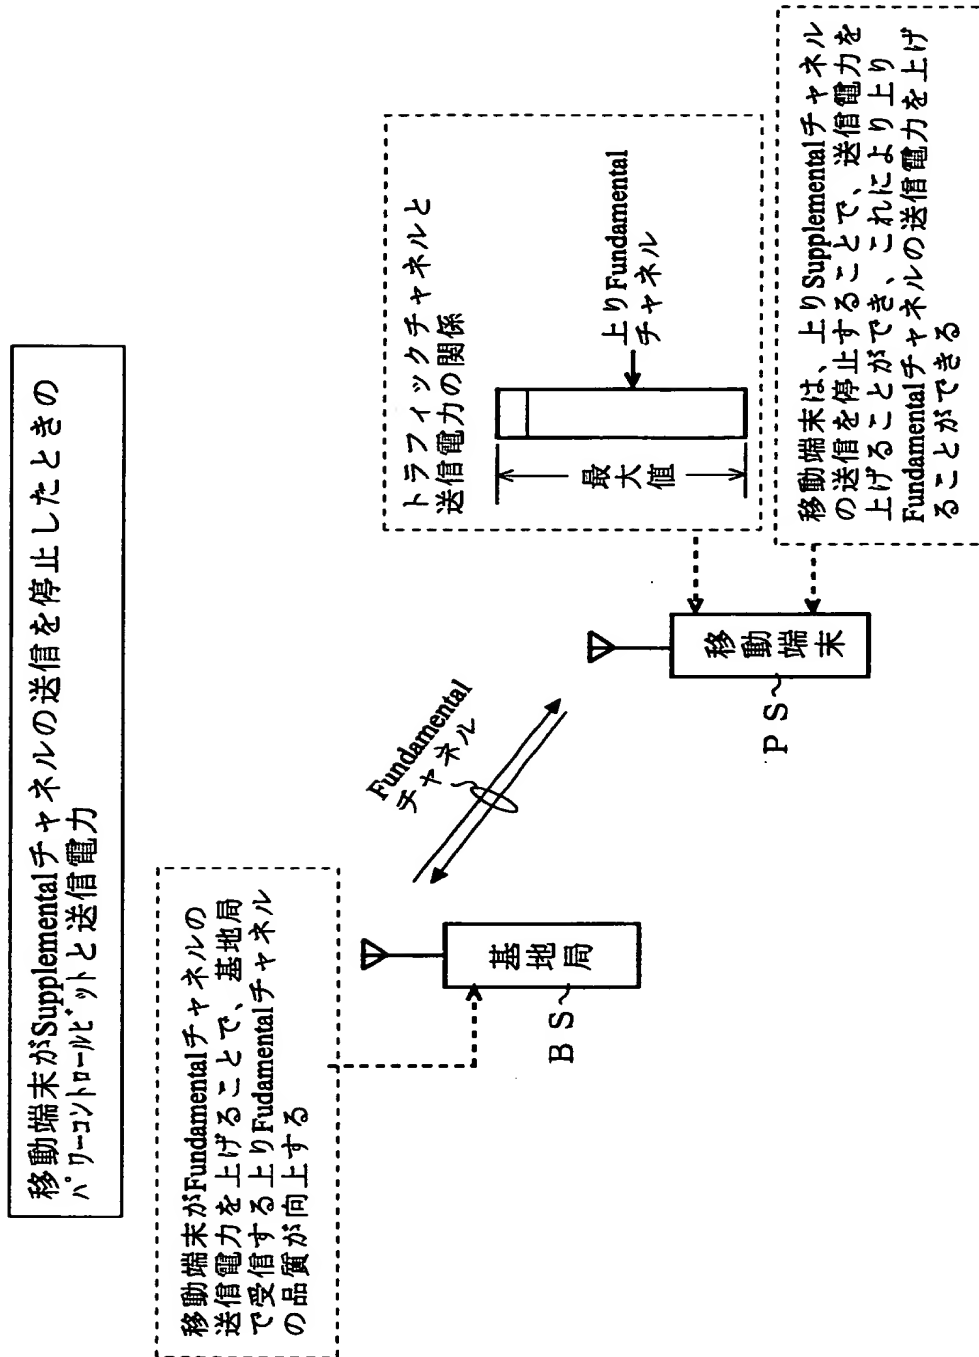 移動端末がSupplementalチャネルの送信を停止したときの
パワーコントロールビットと送信電力
移動端末がFundamentalチャネルの
送信電力を上げることで、基地局
で受信する上りFudamentalチャネル
の品質が向上する
基地局
BS
Fundamental
チャネル
移動端末
PS
トラフィックチャネルと
送信電力の関係
最大値
上りFundamental
チャネル
移動端末は、上りSupplementalチャネル
の送信を停止することで、送信電力を
上げることができ、これにより上り
Fundamentalチャネルの送信電力を上げ
ることができる